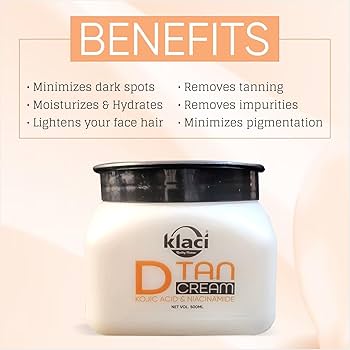 BENEFITS
• Minimizes dark spots
• Moisturizes & Hydrates
• Lightens your face hair
• Removes tanning
• Removes impurities
• Minimizes pigmentation
klaci
D TAN
CREAM
KOJIC ACID & NIACINAMIDE
NET VOL. 500ML